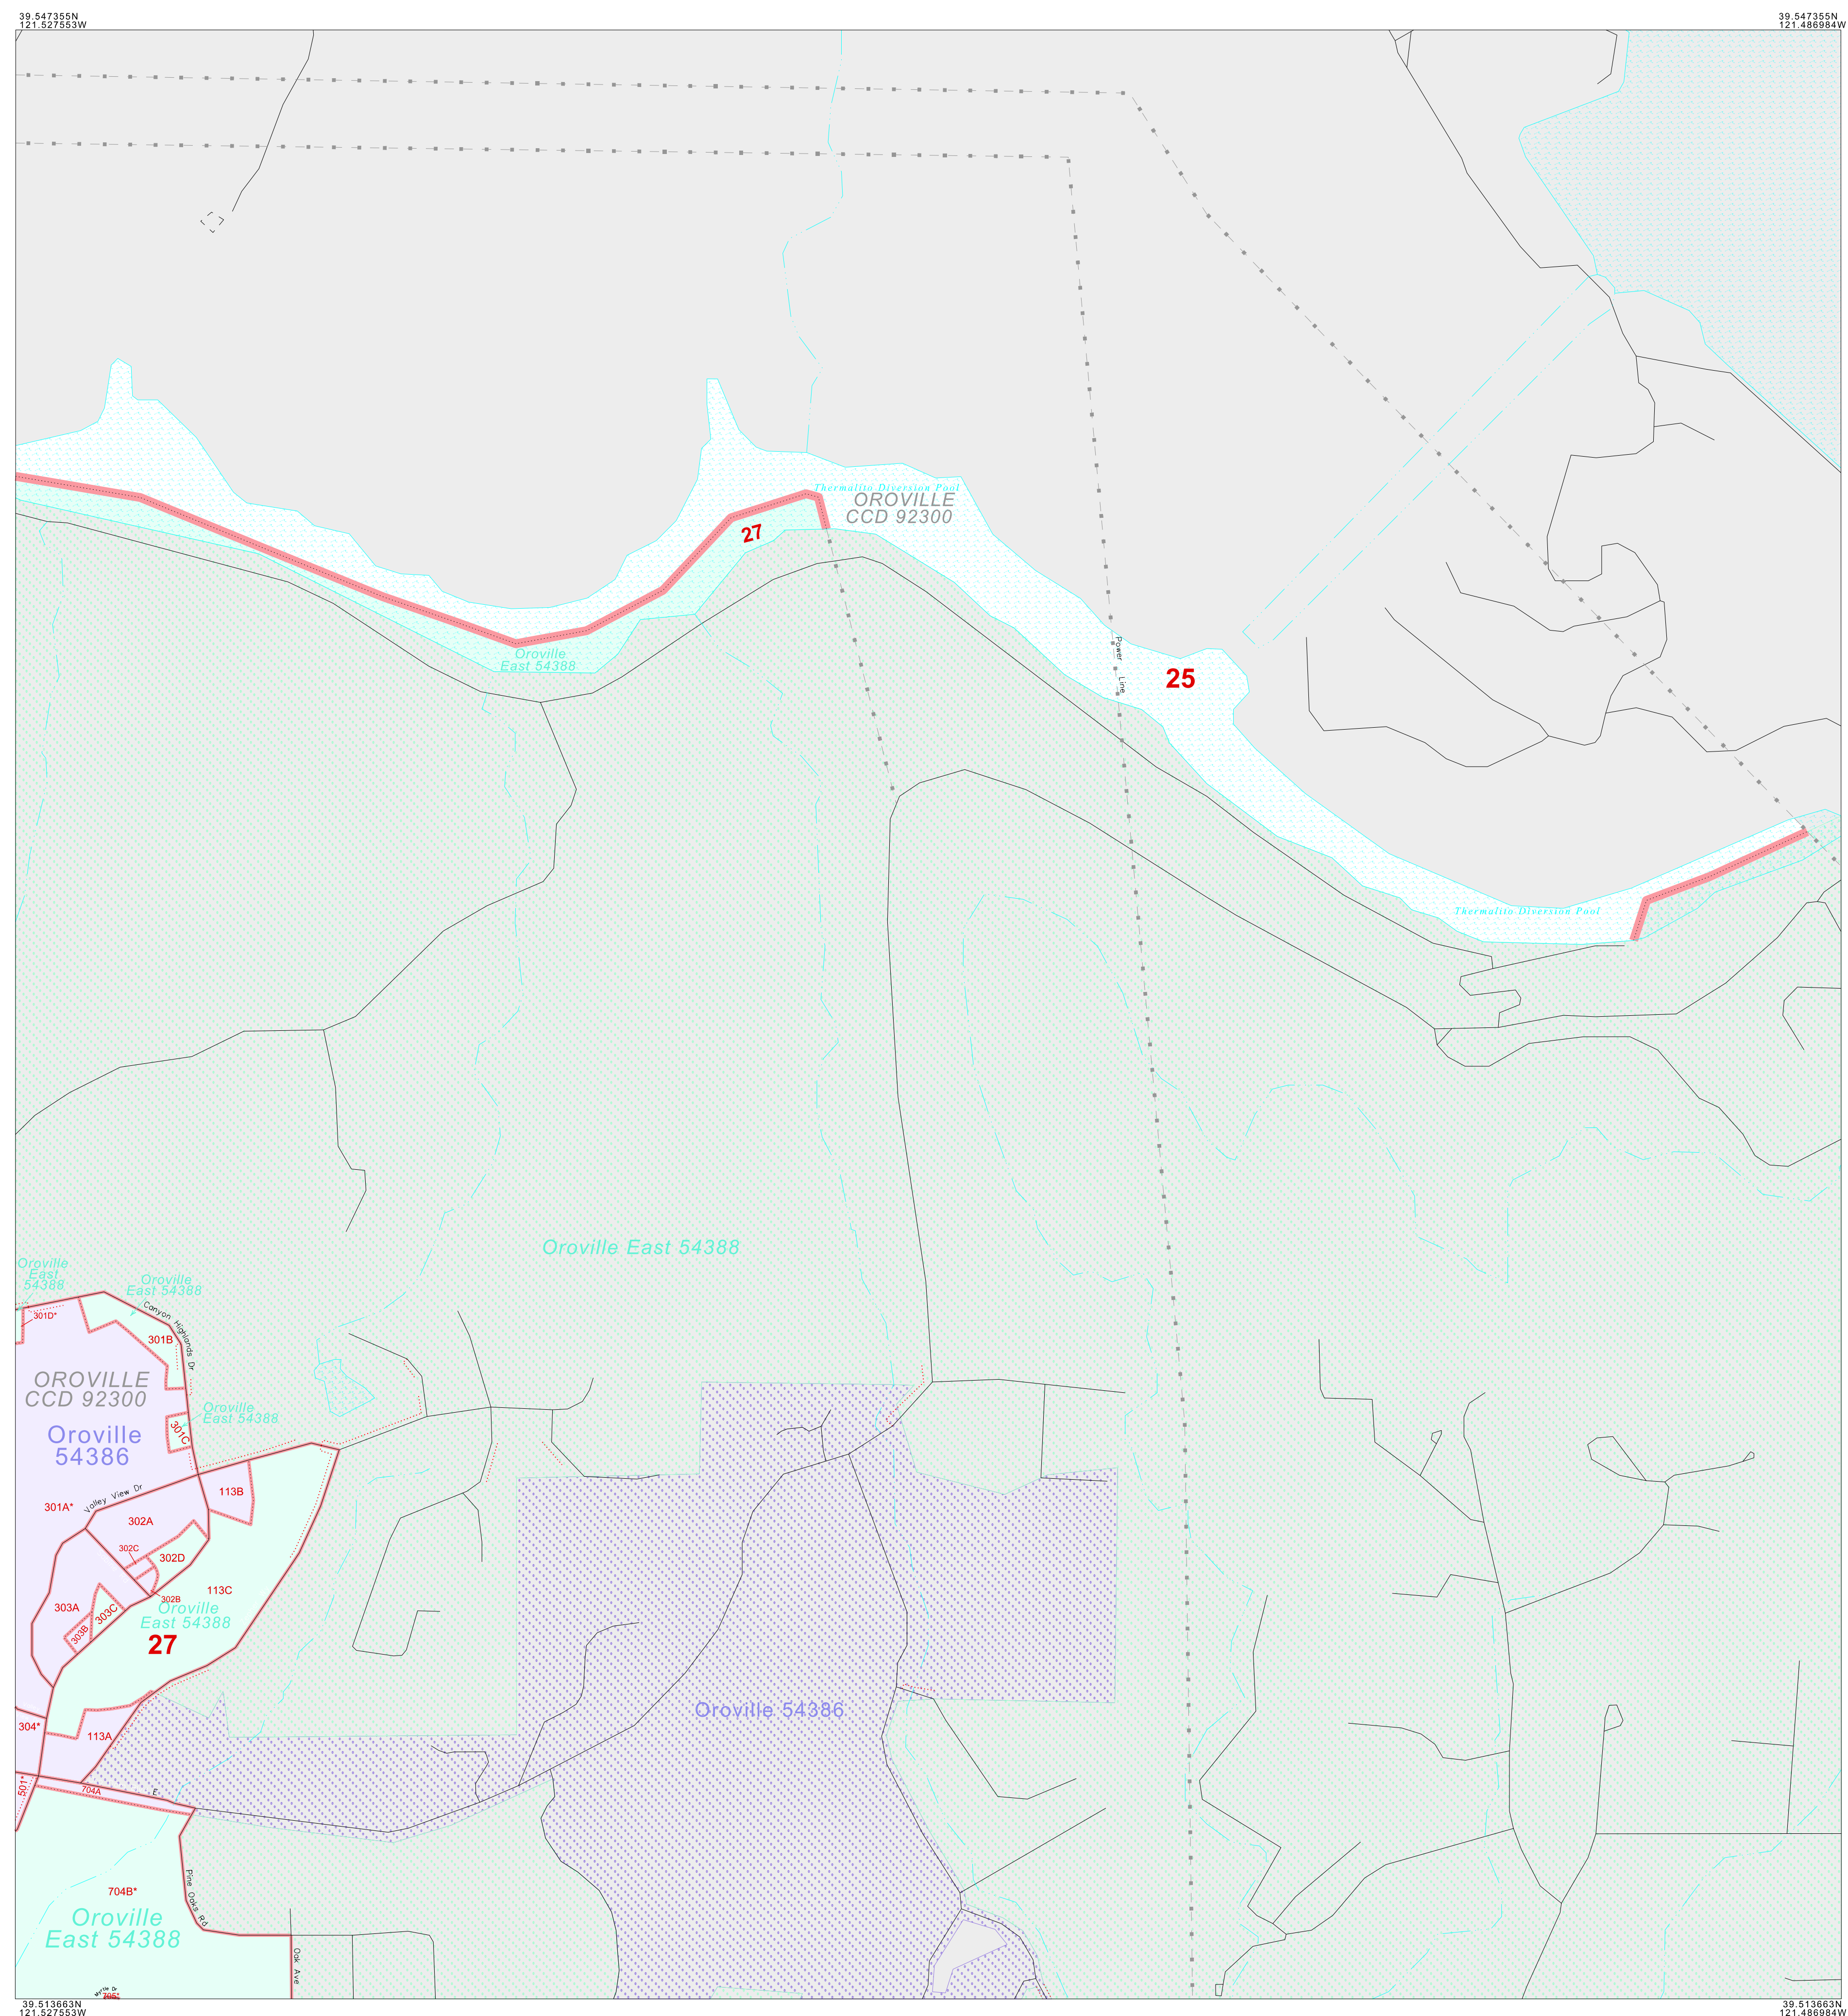 39.547355N
121.527553W
39.547355N
121.486984W
Thermalito Diversion Pool
OROVILLE
CCD 92300
27
Oroville
East 54388
Power Line
25
Thermalito Diversion Pool
Oroville East 54388
Oroville
East
54388
Oroville
East 54388
301D*
Canyon Highlands Dr
301B
OROVILLE
CCD 92300
Oroville
East 54388
301C
Oroville
54386
113B
301A*
Valley View Dr
302A
302C
302D
113C
302B
303A
303C
Oroville
East 54388
303B
27
Oroville 54386
304*
113A
501*
704A
E
704B*
Pine Oaks Rd
Oroville
East 54388
Oak Ave
705*
39.513663N
121.527553W
39.513663N
121.486984W